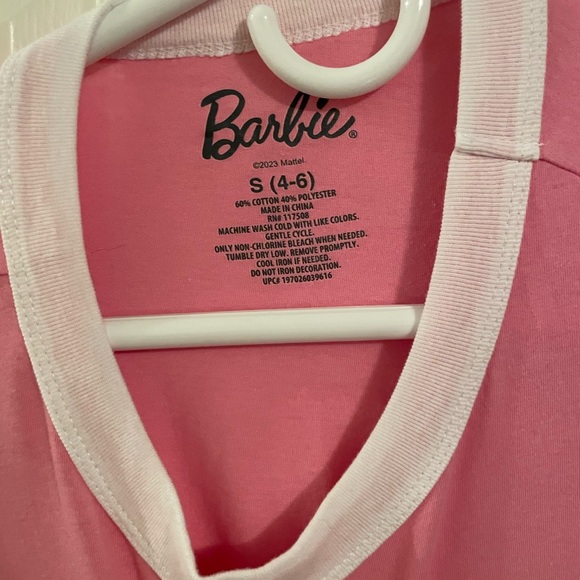 Barbie®
©2023 Mattel.
S (4-6)
60% COTTON 40% POLYESTER
MADE IN CHINA
RN# 117508
MACHINE WASH COLD WITH LIKE COLORS.
GENTLE CYCLE.
ONLY NON-CHLORINE BLEACH WHEN NEEDED.
TUMBLE DRY LOW. REMOVE PROMPTLY.
COOL IRON IF NEEDED.
DO NOT IRON DECORATION.
UPC# 197026039616